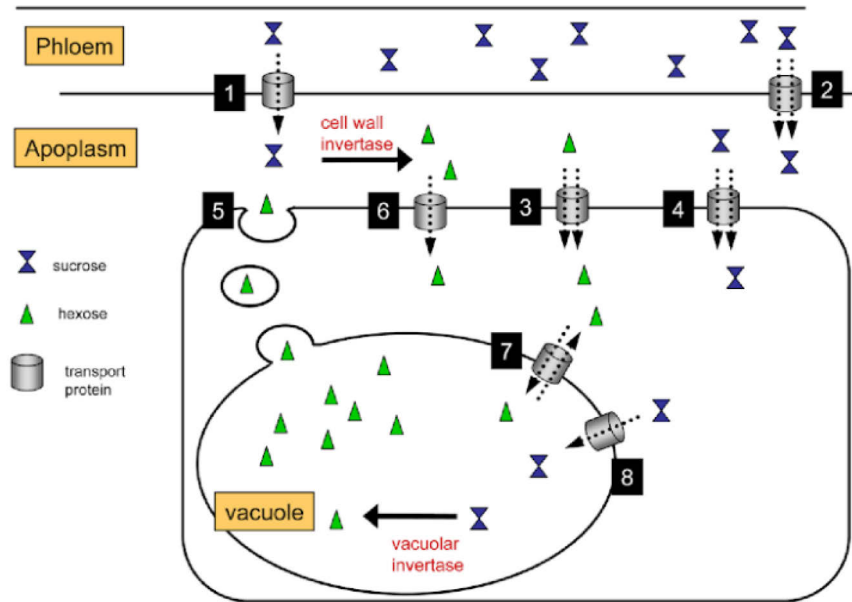 Phloem
1
2
Apoplasm
cell wall
invertase
5
6
3
4
sucrose
hexose
transport
protein
7
8
vacuole
vacuolar
invertase